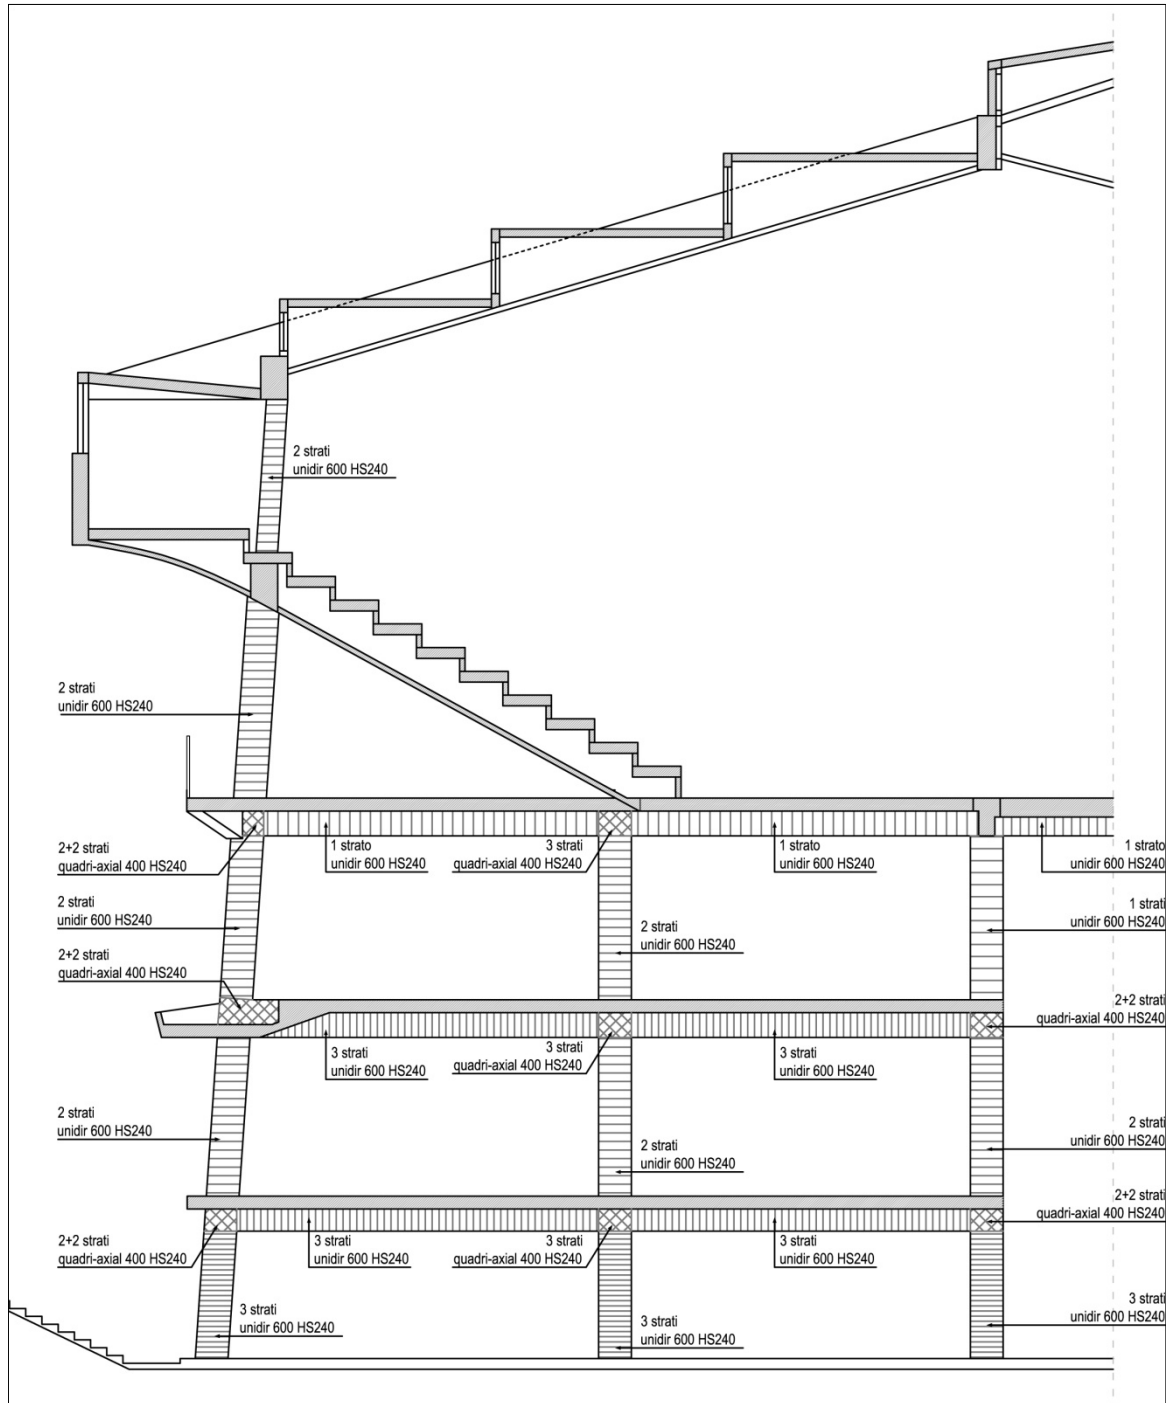 2 strati
unidir 600 HS240
2 strati
unidir 600 HS240
2+2 strati
quadri-axial 400 HS240
1 strato
unidir 600 HS240
3 strati
quadri-axial 400 HS240
1 strato
unidir 600 HS240
1 strato
unidir 600 HS240
2 strati
unidir 600 HS240
2 strati
unidir 600 HS240
1 strati
unidir 600 HS240
2+2 strati
quadri-axial 400 HS240
3 strati
unidir 600 HS240
3 strati
quadri-axial 400 HS240
3 strati
unidir 600 HS240
2+2 strati
quadri-axial 400 HS240
2 strati
unidir 600 HS240
2 strati
unidir 600 HS240
2 strati
unidir 600 HS240
2+2 strati
quadri-axial 400 HS240
3 strati
unidir 600 HS240
3 strati
quadri-axial 400 HS240
3 strati
unidir 600 HS240
2+2 strati
quadri-axial 400 HS240
3 strati
unidir 600 HS240
3 strati
unidir 600 HS240
3 strati
unidir 600 HS240